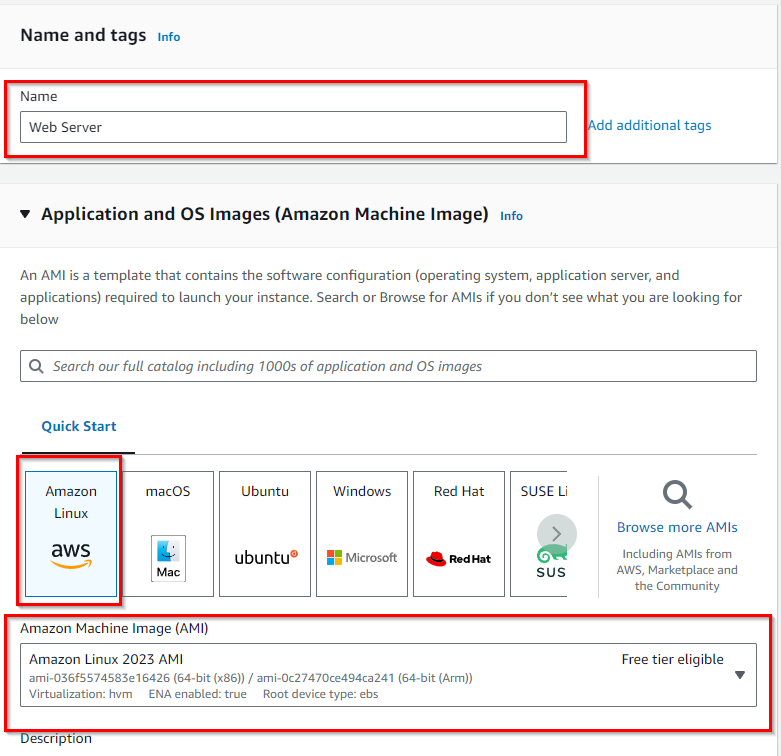 Name and tags Info
Name
Web Server
Add additional tags
Application and OS Images (Amazon Machine Image) Info
An AMI is a template that contains the software configuration (operating system, application server, and
applications) required to launch your instance. Search or Browse for AMIs if you don’t see what you are looking for
below
Search our full catalog including 1000s of application and OS images
Quick Start
Amazon
Linux
aws
macOS
Mac
Ubuntu
ubuntu
Windows
Microsoft
Red Hat
Red Hat
SUSE Li
SUS
Browse more AMIs
Including AMIs from
AWS, Marketplace and
the Community
Amazon Machine Image (AMI)
Amazon Linux 2023 AMI Free tier eligible
ami-036f5574583e16426 (64-bit (x86)) / ami-0c27470ce494ca241 (64-bit (Arm))
Virtualization: hvm ENA enabled: true Root device type: ebs
Description